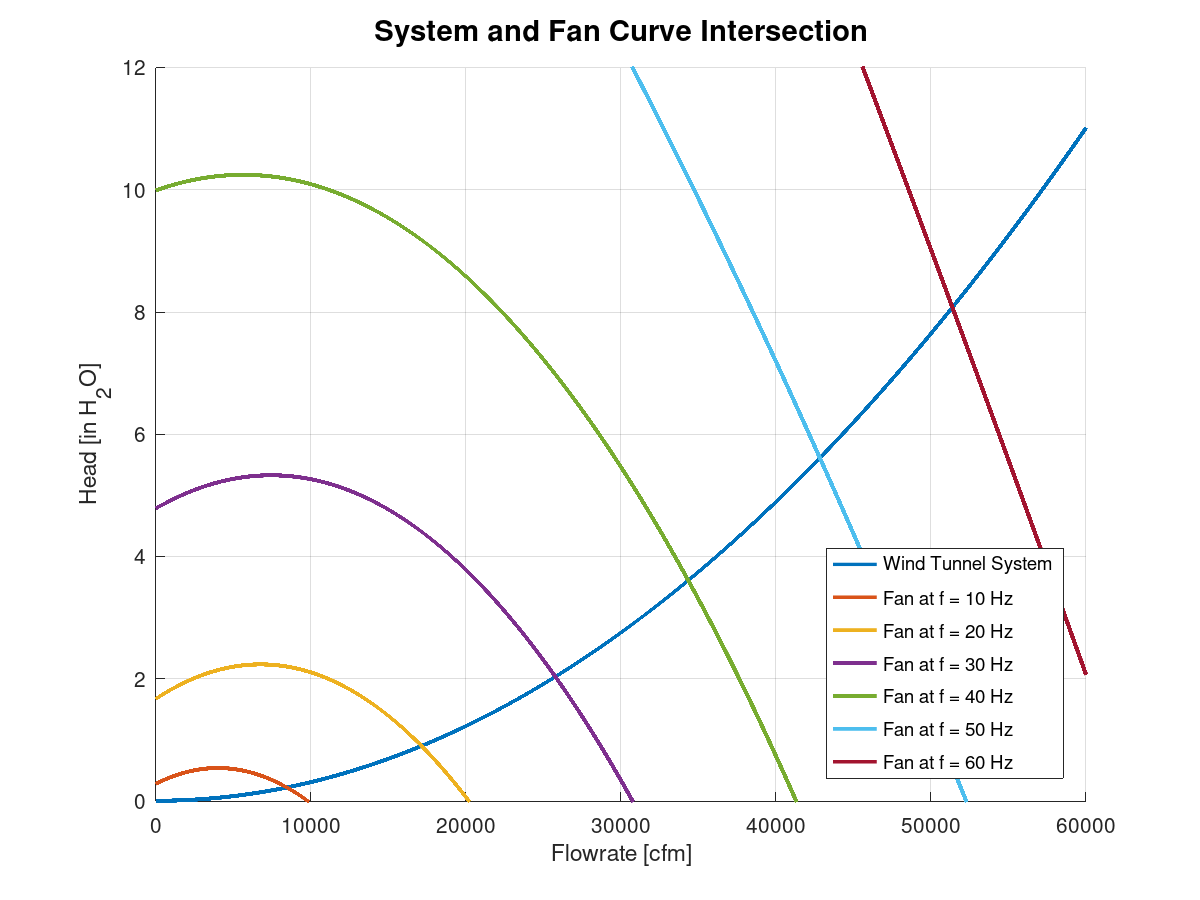 System and Fan Curve Intersection
12
10
8
6
4
2
0
Head [in H2O]
0 10000 20000 30000 40000 50000 60000
Flowrate [cfm]
Wind Tunnel System
Fan at f = 10 Hz
Fan at f = 20 Hz
Fan at f = 30 Hz
Fan at f = 40 Hz
Fan at f = 50 Hz
Fan at f = 60 Hz